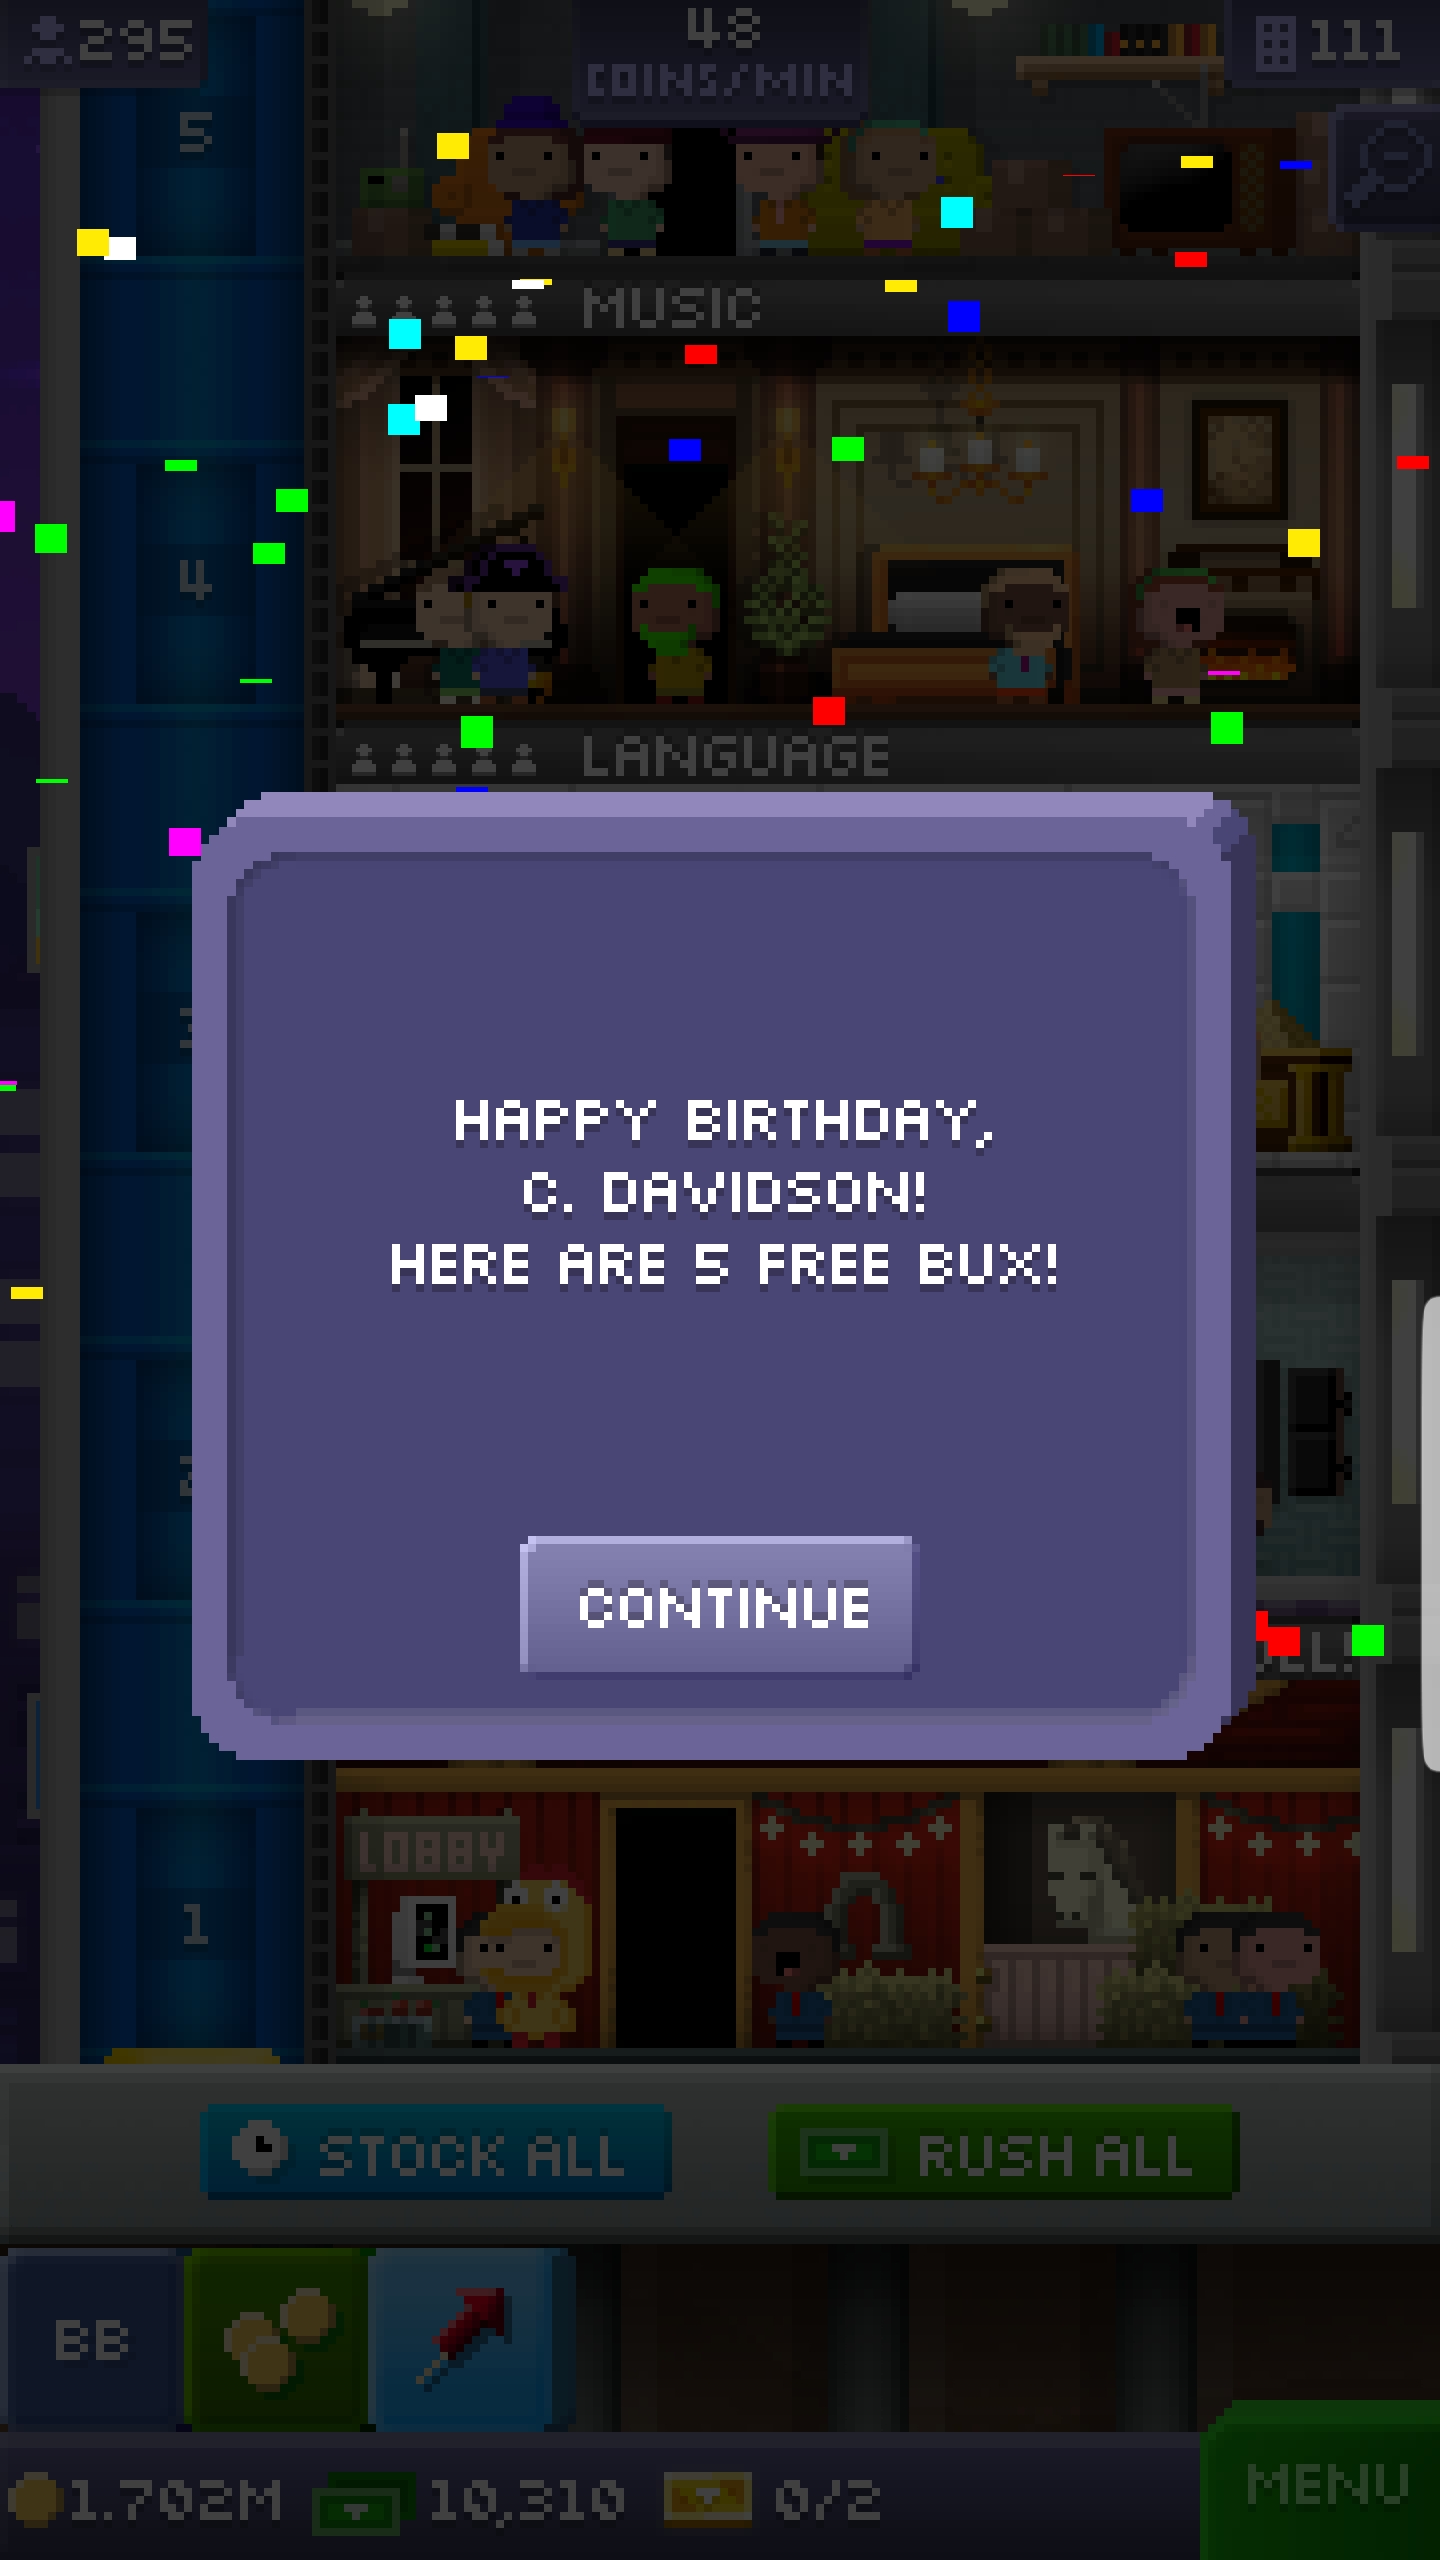 295
48
COINS/MIN
111
5
MUSIC
4
LANGUAGE
HAPPY BIRTHDAY,
C. DAVIDSON!
HERE ARE 5 FREE BUX!
CONTINUE
LOBBY
1
STOCK ALL
RUSH ALL
BB
1.702M
10,310
0/2
MENU